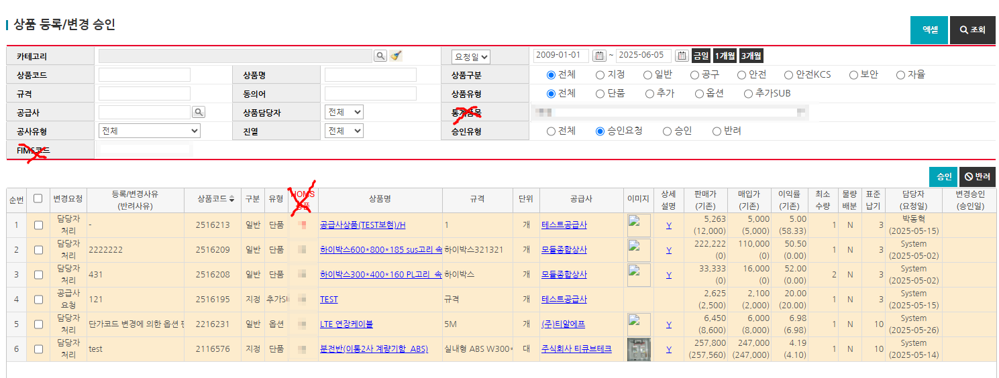 상품 등록/변경 승인
엑셀 조회
카테고리 요청일 2009-01-01 ~ 2025-06-05 금일 1개월 3개월
상품코드 상품명 상품구분 전체 지정 일반 공구 안전 안전KCS 보안 자율
규격 동의어 상품유형 전체 단품 추가 옵션 추가SUB
공급사 상품담당자 전체 통계품목
공사유형 전체 진열 전체 승인유형 전체 승인요청 승인 반려
FIMS코드
승인 반려
순번 변경요청 등록/변경사유 (반려사유) 상품코드 구분 유형 HOMS 상품명 규격 단위 공급사 이미지 상세 설명 판매가 (기존) 매입가 (기존) 이익률 (기존) 최소 수량 물량 배분 표준 납기 담당자 (요청일) 변경승인 (승인일)
1 담당자 처리 - 2516213 일반 단품 공급사상품(TEST보현)/H 1 개 테스트공급사 Y 5,263 (12,000) 5,000 (5,000) 5.00 (58.33) 1 N 3 박동혁 (2025-05-15)
2 담당자 처리 2222222 2516209 일반 단품 하이박스600*800*185 sus고리 속 하이박스321321 개 모듈종합상사 Y 222,222 (0) 110,000 (0) 50.50 (0.00) 1 N 3 System (2025-05-02)
3 담당자 처리 431 2516208 일반 단품 하이박스300*400*160 PL고리 속 하이박스 개 모듈종합상사 Y 33,333 (0) 16,000 (0) 52.00 (0.00) 2 N 3 System (2025-05-02)
4 공급사 요청 121 2516195 지정 추가SU TEST 규격 개 테스트공급사 2,625 (2,500) 2,100 (2,000) 20.00 (20.00) 1 N 3 System (2025-05-15)
5 담당자 처리 단가코드 변경에 의한 옵션 2216231 일반 옵션 LTE 연장케이블 5M 개 (주)티알에프 Y 6,450 (8,600) 6,000 (8,000) 6.98 (6.98) 1 N 10 System (2025-05-26)
6 담당자 처리 test 2116576 지정 단품 분전반(이통2사 계량기함_ABS) 실내형 ABS W300* 대 주식회사 티큐브테크 Y 257,800 (257,560) 247,000 (247,000) 4.19 (4.10) 1 N 10 System (2025-05-14)